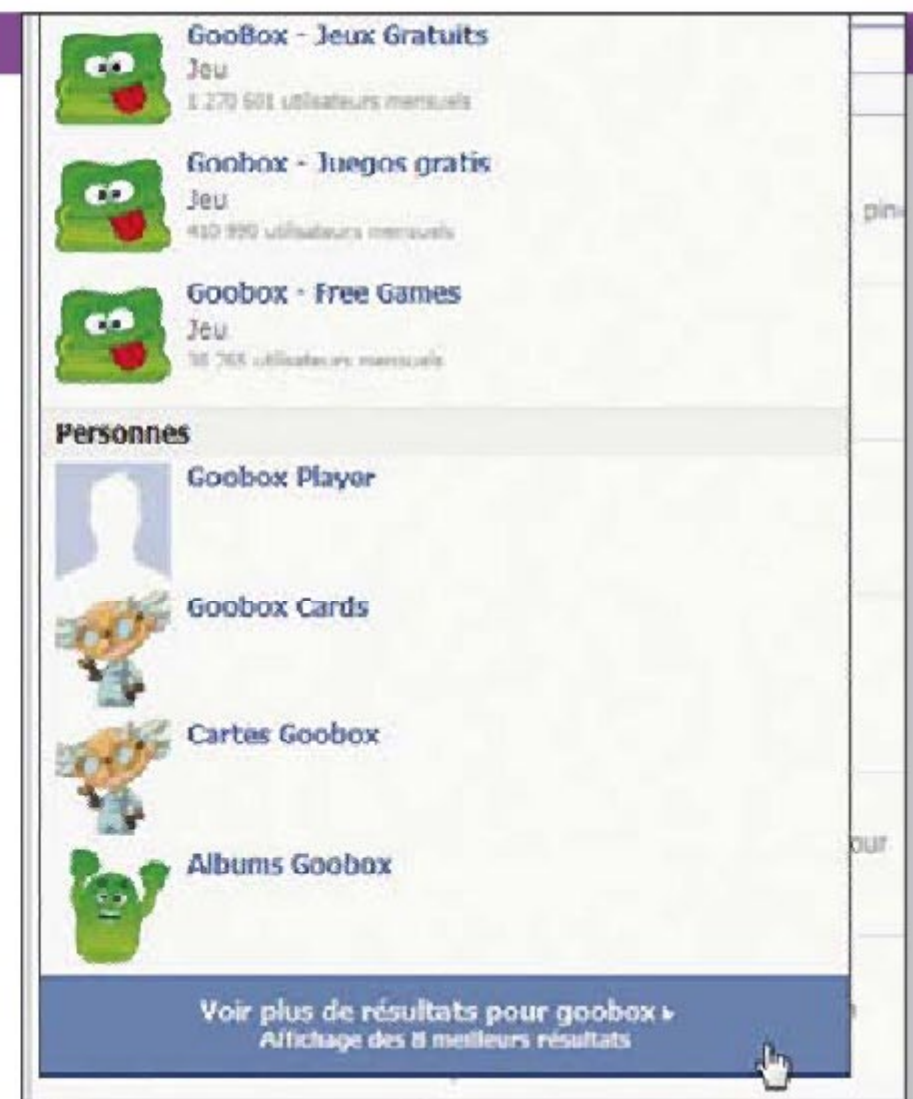 GooBox - Jeux Gratuits
Jeu
1 270 601 utilisateurs mensuels
Goobox - Juegos gratis
Jeu
410 990 utilisateurs mensuels
Goobox - Free Games
Jeu
utilisateurs mensuels
Personnes
Goobox Player
Goobox Cards
Cartes Goobox
Albums Goobox
our
Voir plus de résultats pour goobox
Affichage des 8 meilleurs résultats